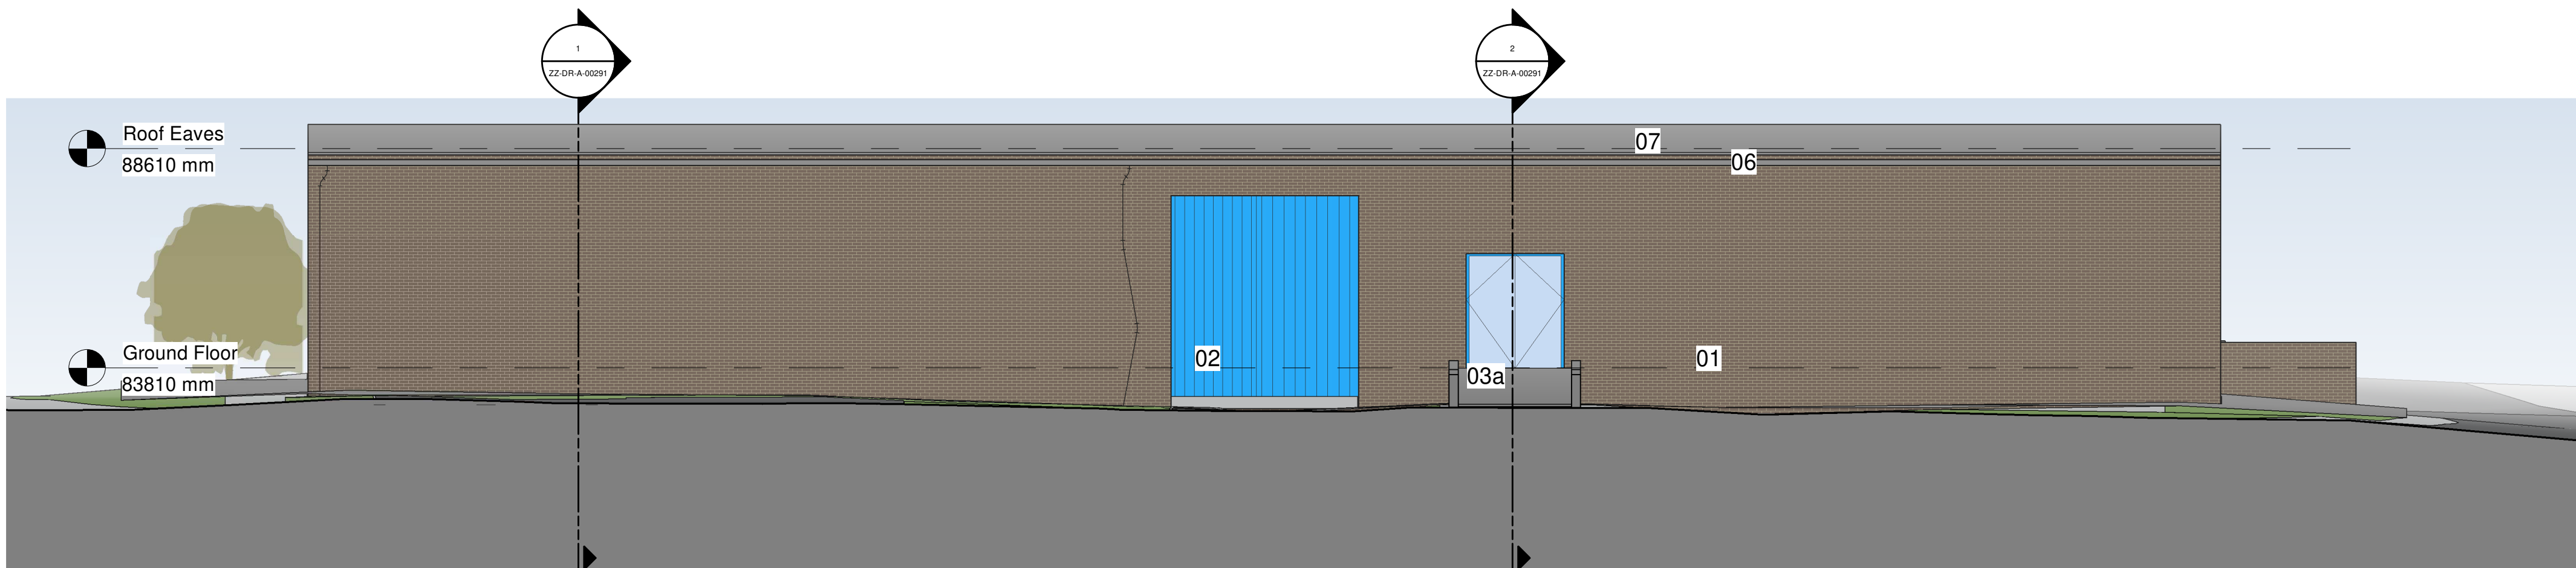 1
ZZ-DR-A-00291
2
ZZ-DR-A-00291
Roof Eaves
88610 mm
07
06
Ground Floor
83810 mm
02
03a
01